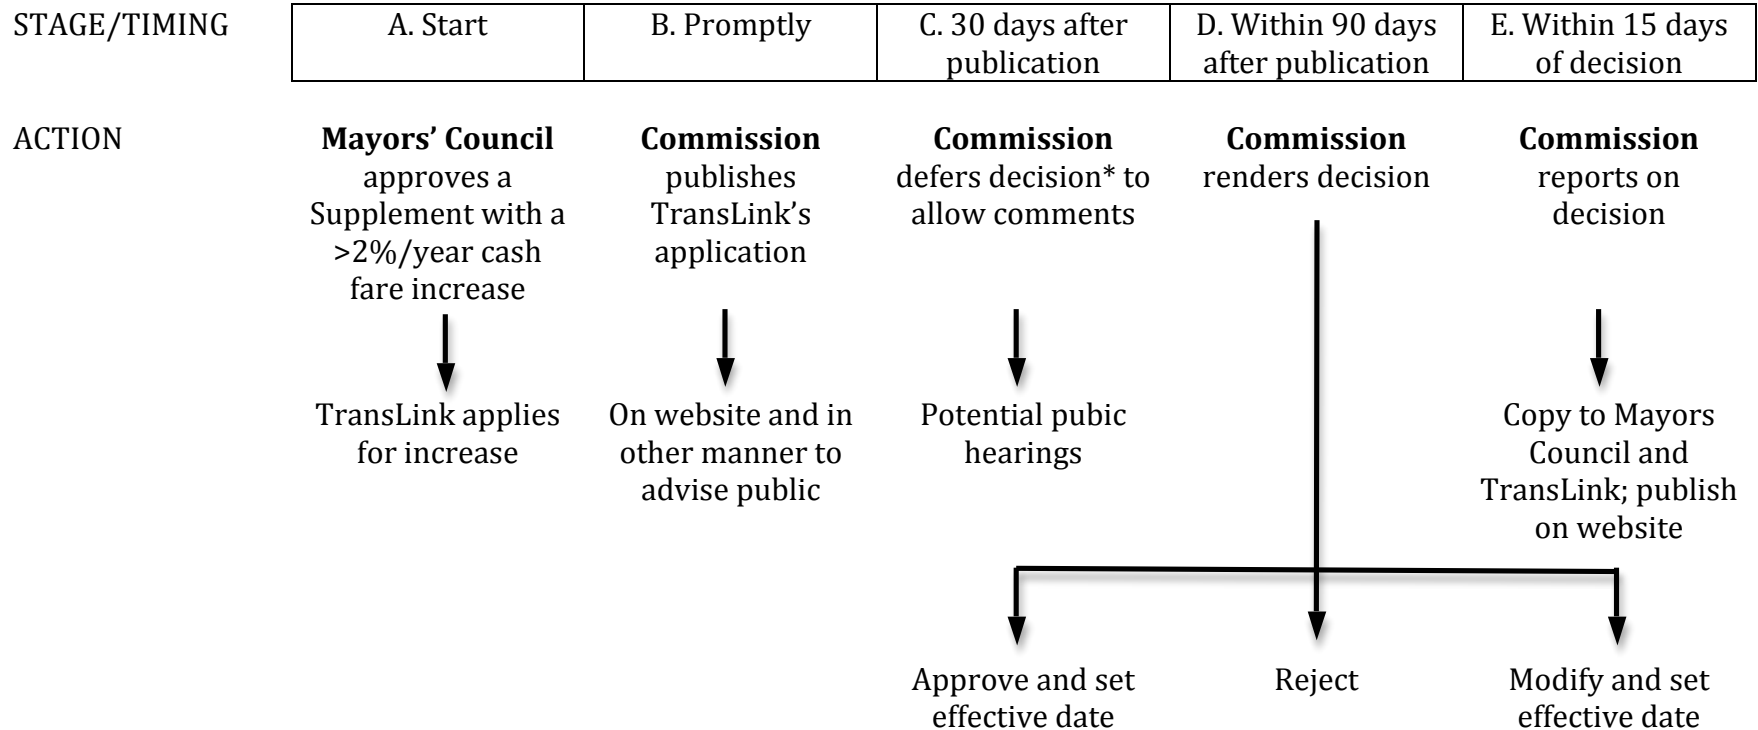 STAGE/TIMING
A. Start
B. Promptly
C. 30 days after
publication
D. Within 90 days
after publication
E. Within 15 days
of decision
ACTION
Mayors’ Council
approves a
Supplement with a
>2%/year cash
fare increase
Commission
publishes
TransLink’s
application
Commission
defers decision* to
allow comments
Commission
renders decision
Commission
reports on
decision
TransLink applies
for increase
On website and in
other manner to
advise public
Potential pubic
hearings
Copy to Mayors
Council and
TransLink; publish
on website
Approve and set
effective date
Reject
Modify and set
effective date